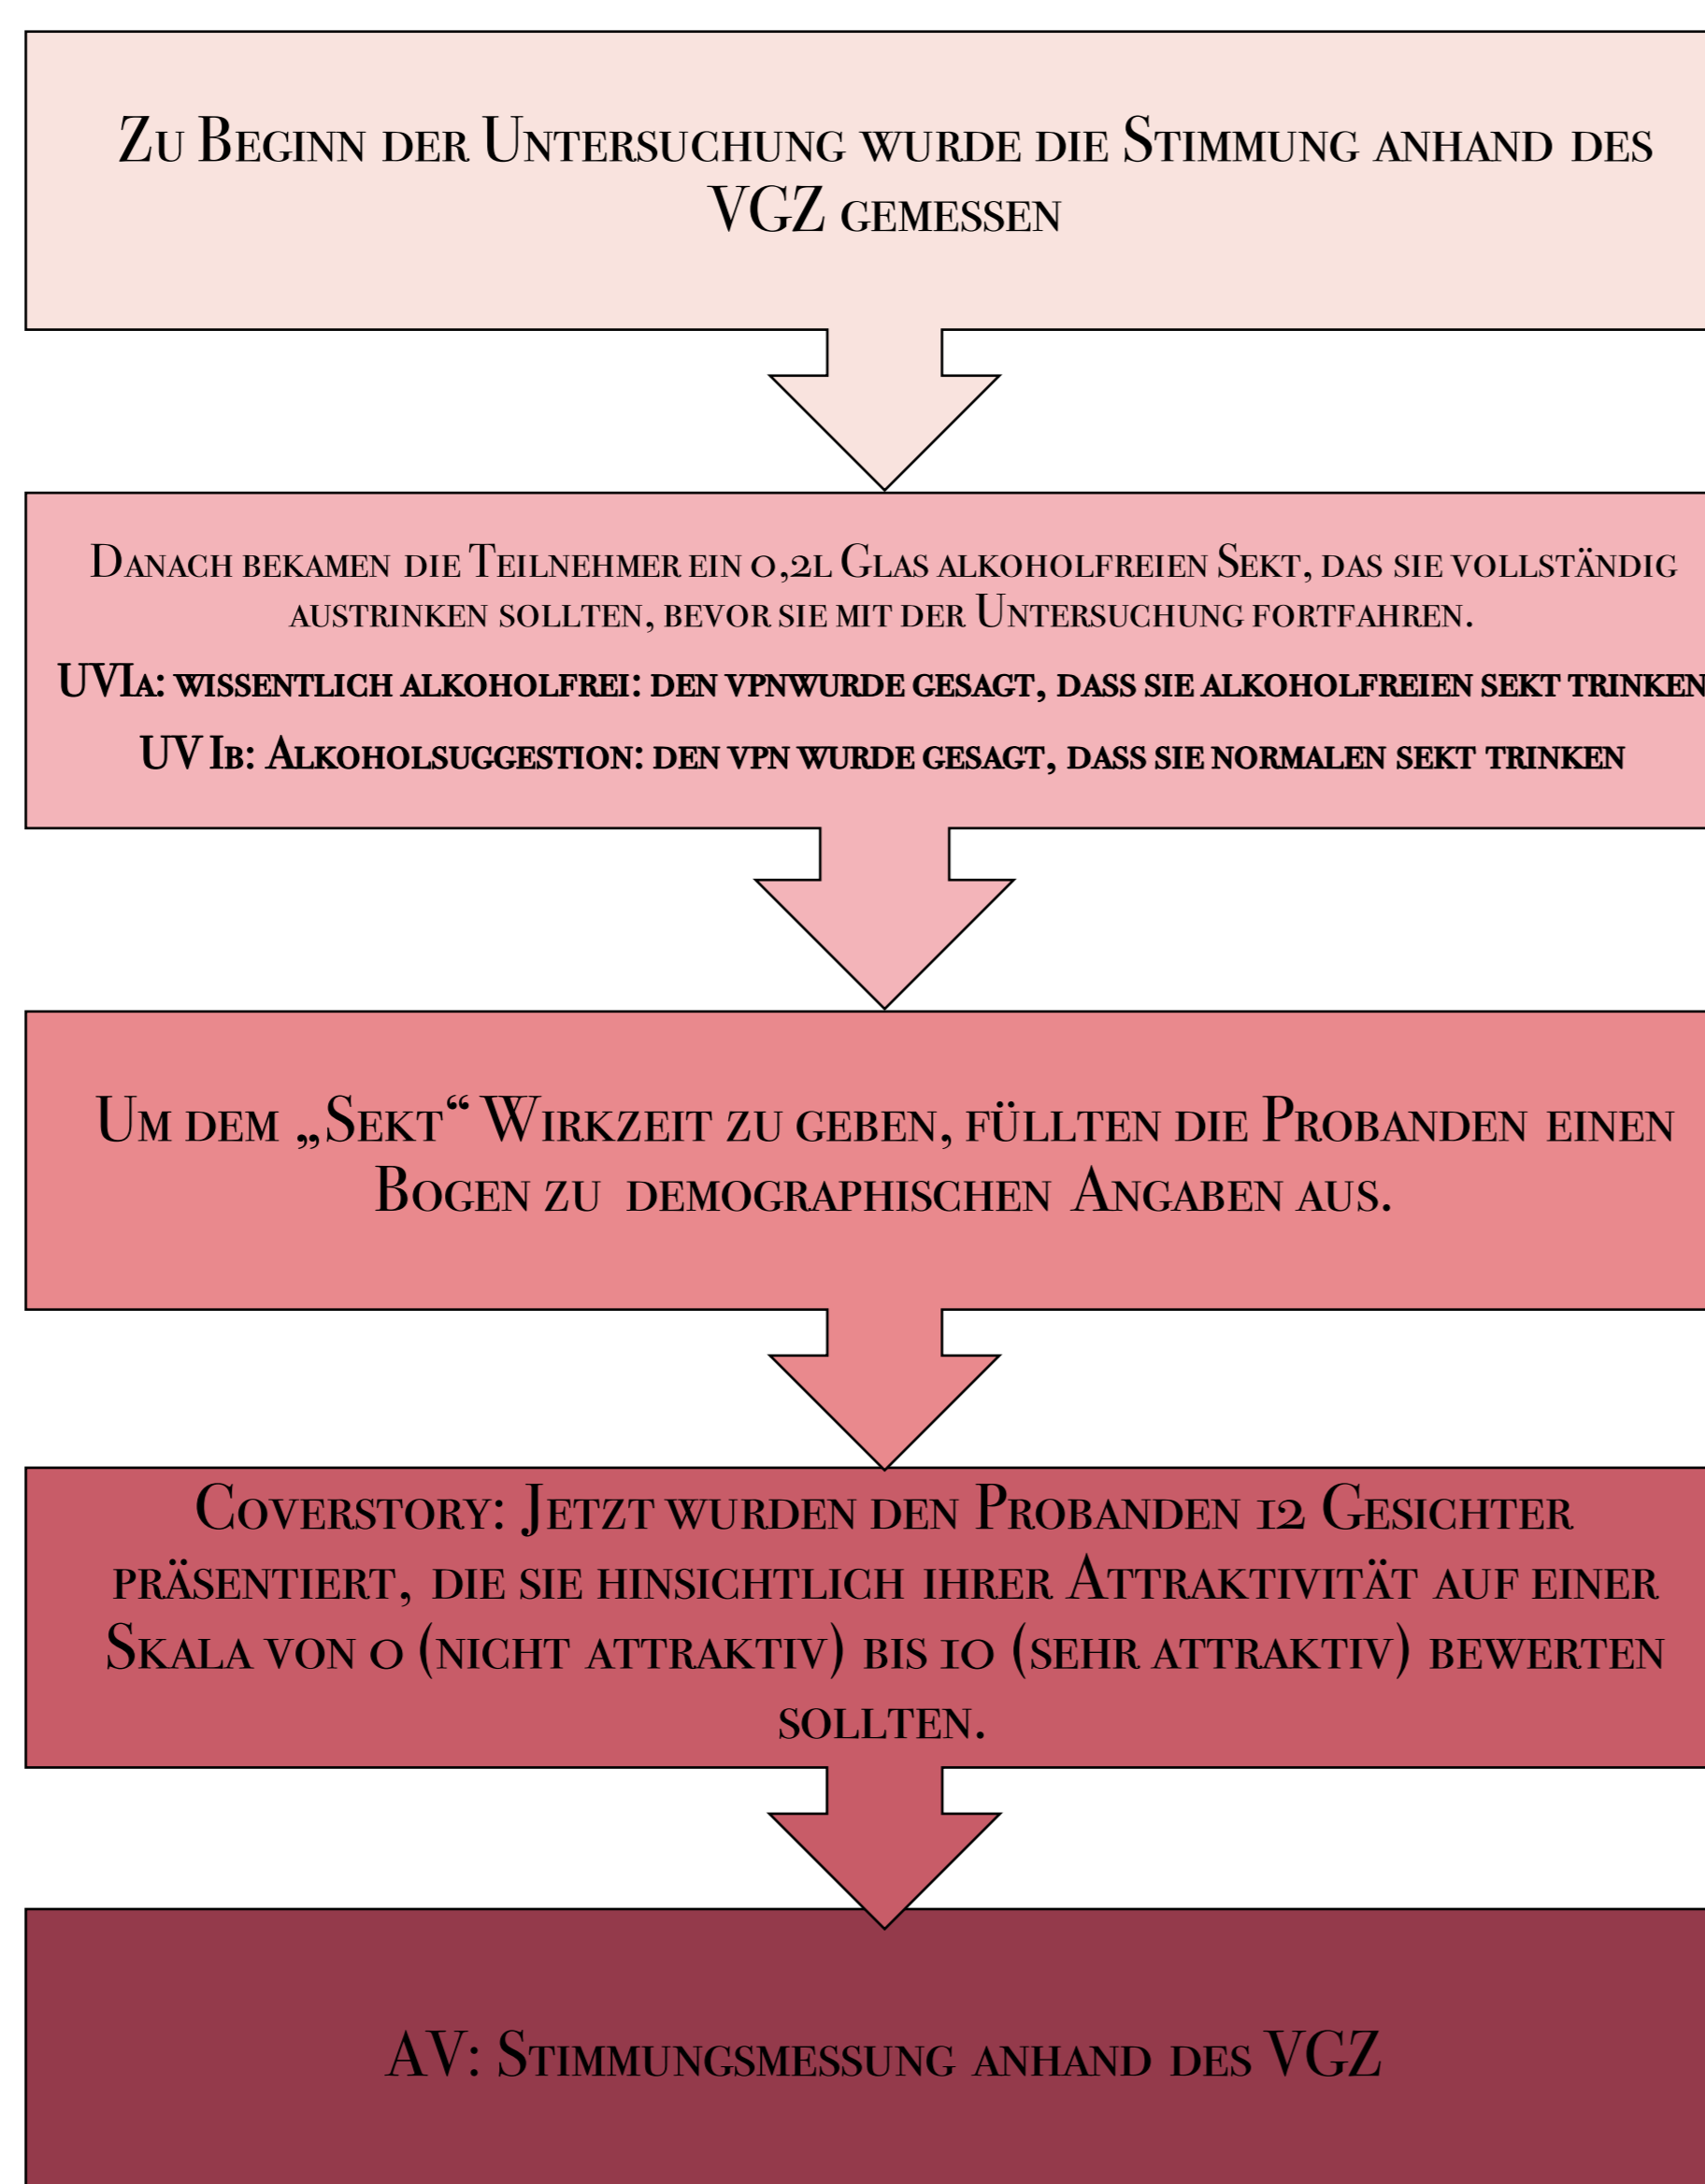 Zu Beginn der Untersuchung wurde die Stimmung anhand des
VGZ gemessen
Danach bekamen die Teilnehmer ein 0,2l Glas alkoholfreien Sekt, das sie vollständig
austrinken sollten, bevor sie mit der Untersuchung fortfahren.
UV1a: wissentlich alkoholfrei: den vpnwurde gesagt, dass sie alkoholfreien sekt trinken
UV 1b: Alkoholsuggestion: den vpn wurde gesagt, dass sie normalen sekt trinken
Um dem „Sekt“ Wirkzeit zu geben, füllten die Probanden einen
Bogen zu demographischen Angaben aus.
Coverstory: Jetzt wurden den Probanden 12 Gesichter
präsentiert, die sie hinsichtlich ihrer Attraktivität auf einer
Skala von 0 (nicht attraktiv) bis 10 (sehr attraktiv) bewerten
sollten.
AV: Stimmungsmessung anhand des VGZ